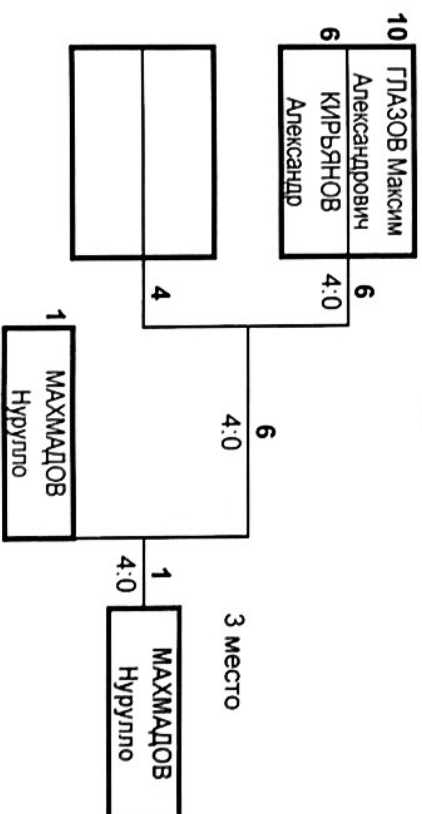 10
ГЛАЗОВ Максим
Александрович
6
КИРЬЯНОВ
Александр
6
4:0
4
6
4:0
1
МАХМАДОВ
Нурулло
1
4:0
3 место
МАХМАДОВ
Нурулло